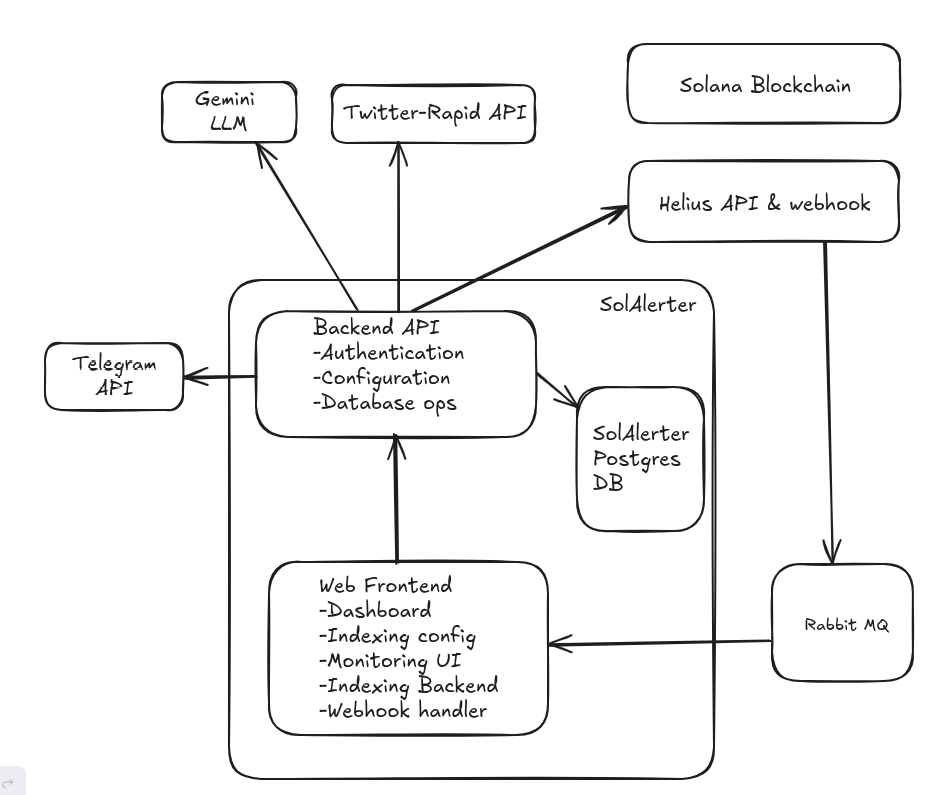 Solana Blockchain
Gemini
LLM
Twitter-Rapid API
Helius API & webhook
SolAlerter
Backend API
-Authentication
-Configuration
-Database ops
Telegram
API
SolAlerter
Postgres
DB
Web Frontend
-Dashboard
-Indexing config
-Monitoring UI
-Indexing Backend
-Webhook handler
Rabbit MQ